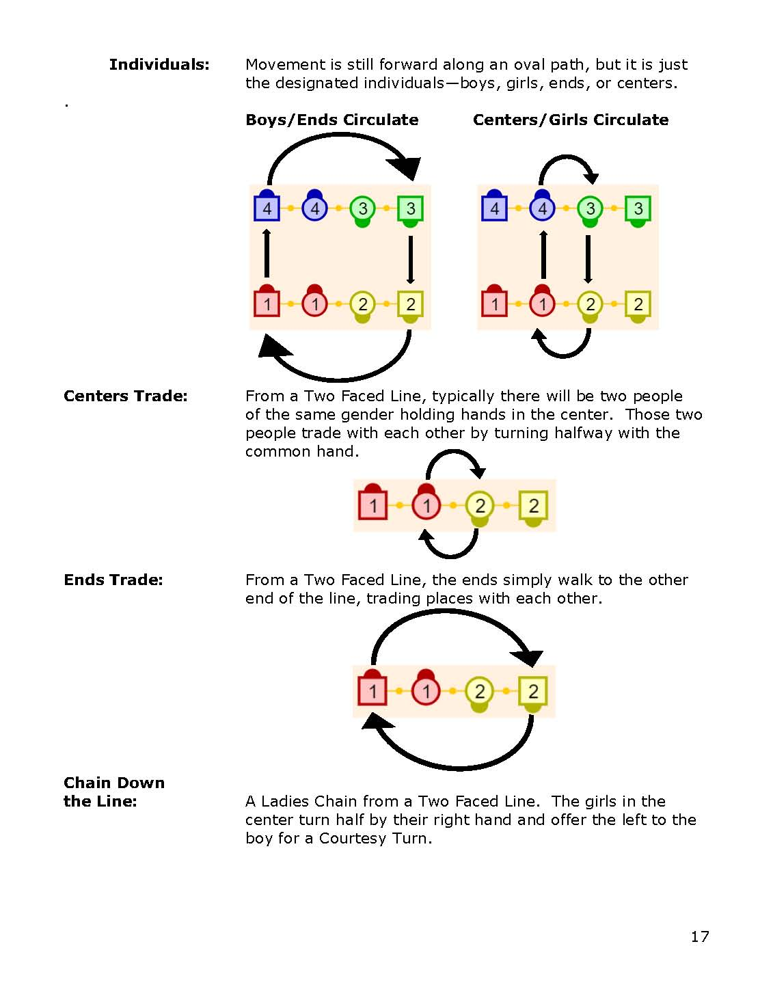 Individuals: Movement is still forward along an oval path, but it is just
the designated individuals—boys, girls, ends, or centers.
.
Boys/Ends Circulate Centers/Girls Circulate
4 4 3 3 4 4 3 3
1 1 2 2 1 1 2 2
Centers Trade: From a Two Faced Line, typically there will be two people
of the same gender holding hands in the center.  Those two
people trade with each other by turning halfway with the
common hand.
1 1 2 2
Ends Trade: From a Two Faced Line, the ends simply walk to the other
end of the line, trading places with each other.
1 1 2 2
Chain Down
the Line: A Ladies Chain from a Two Faced Line.  The girls in the
center turn half by their right hand and offer the left to the
boy for a Courtesy Turn.
17